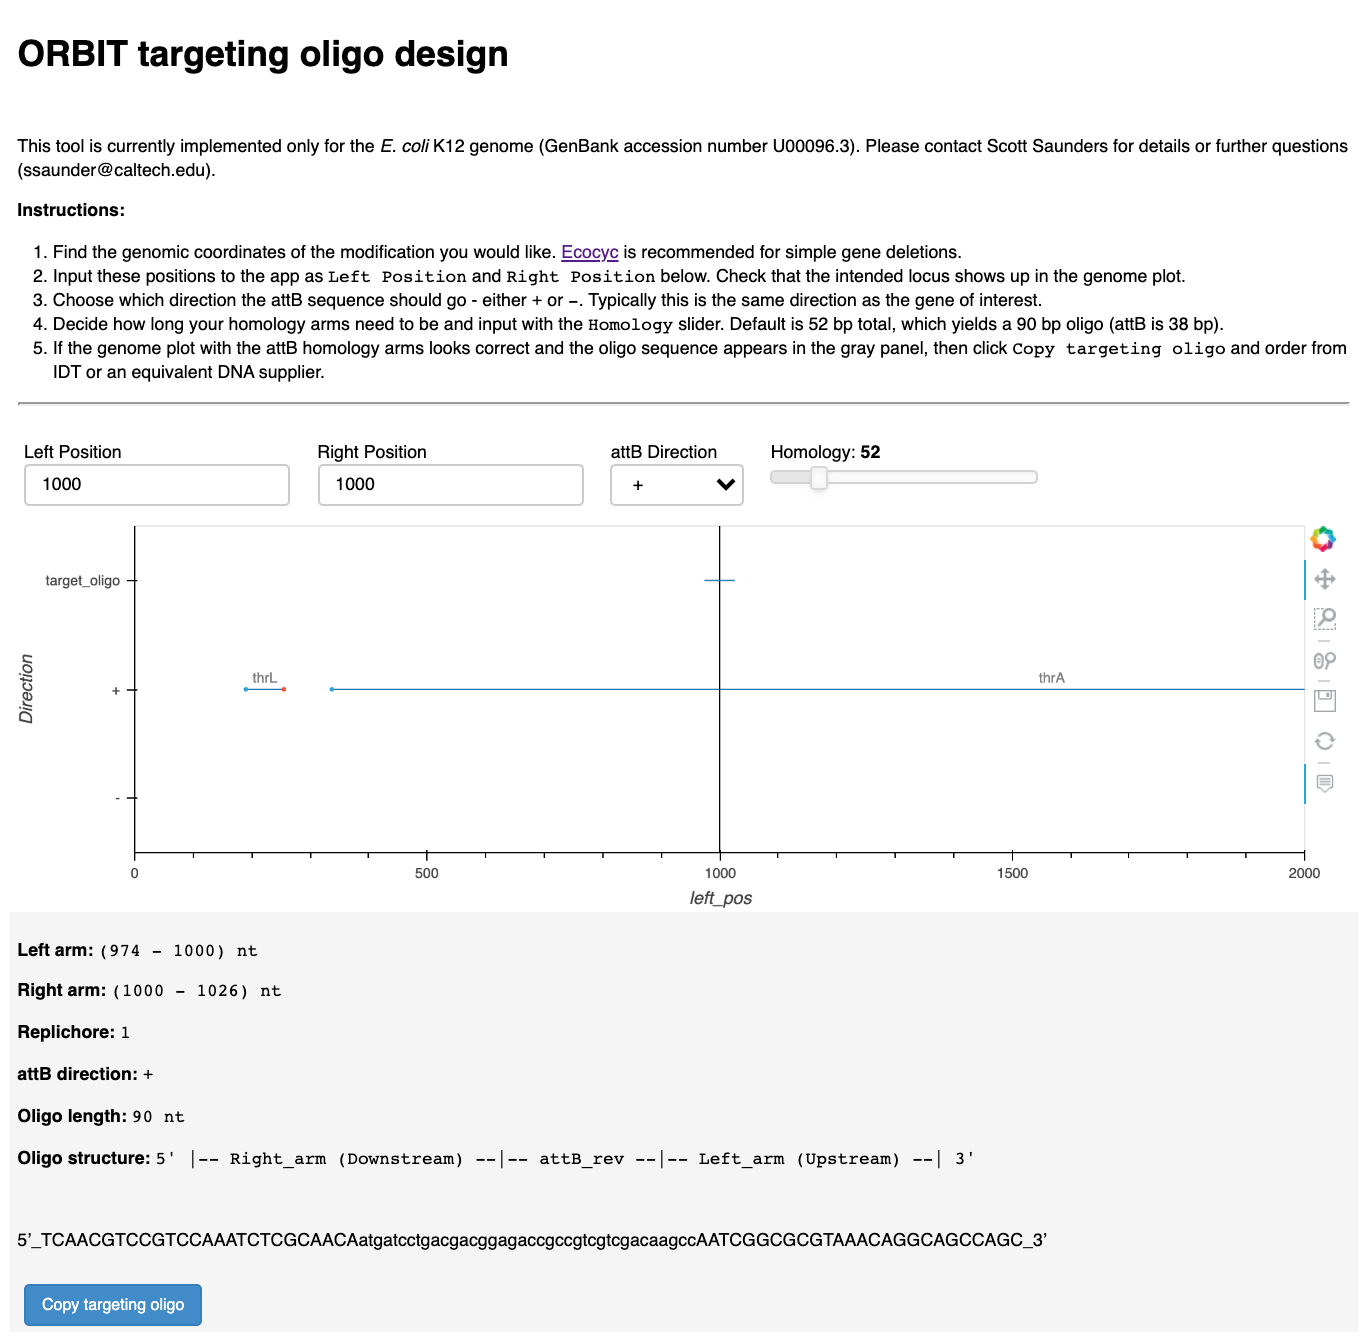 ORBIT targeting oligo design
This tool is currently implemented only for the E. coli K12 genome (GenBank accession number U00096.3). Please contact Scott Saunders for details or further questions
(ssaunder@caltech.edu).
Instructions:
1. Find the genomic coordinates of the modification you would like. Ecocyc is recommended for simple gene deletions.
2. Input these positions to the app as Left Position and Right Position below. Check that the intended locus shows up in the genome plot.
3. Choose which direction the attB sequence should go - either + or −. Typically this is the same direction as the gene of interest.
4. Decide how long your homology arms need to be and input with the Homology slider. Default is 52 bp total, which yields a 90 bp oligo (attB is 38 bp).
5. If the genome plot with the attB homology arms looks correct and the oligo sequence appears in the gray panel, then click Copy targeting oligo and order from
IDT or an equivalent DNA supplier.
Left Position Right Position attB Direction Homology: 52
1000 1000 +
target_oligo
thrL thrA
+
-
Direction
0 500 1000 1500 2000
left_pos
Left arm: (974 - 1000) nt
Right arm: (1000 - 1026) nt
Replichore: 1
attB direction: +
Oligo length: 90 nt
Oligo structure: 5' |-- Right_arm (Downstream) --|-- attB_rev --|-- Left_arm (Upstream) --| 3'
5’_TCAACGTCCGTCCAAATCTCGCAACAatgatcctgacgacggagaccgccgtcgtcgacaagccAATCGGCGCGTAAACAGGCAGCCAGC_3’
Copy targeting oligo